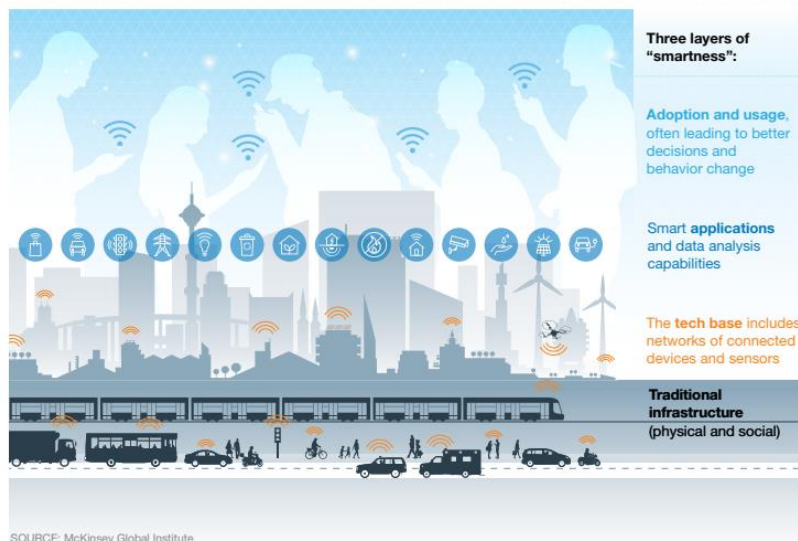 Three layers of
“smartness”:
Adoption and usage,
often leading to better
decisions and
behavior change
Smart applications
and data analysis
capabilities
The tech base includes
networks of connected
devices and sensors
Traditional
infrastructure
(physical and social)
SOURCE: McKinsey Global Institute